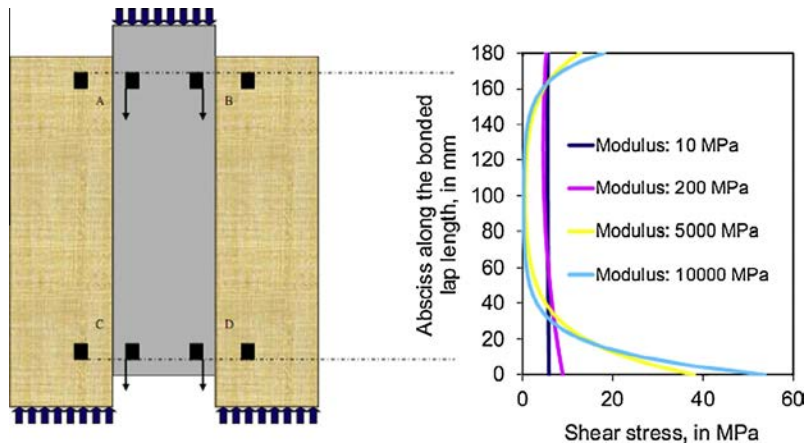 A
B
C
D
Absciss along the bonded
lap length, in mm
180
160
140
120
100
80
60
40
20
0
Modulus: 10 MPa
Modulus: 200 MPa
Modulus: 5000 MPa
Modulus: 10000 MPa
0
20
40
60
Shear stress, in MPa